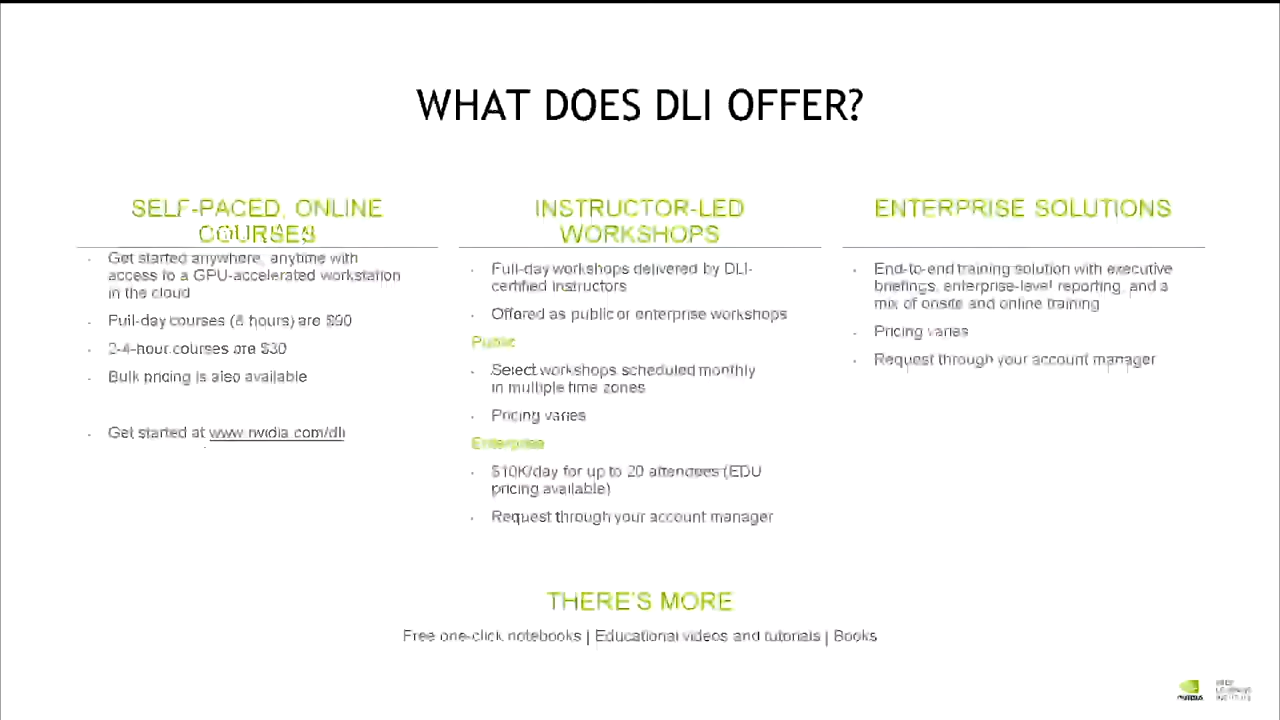 WHAT DOES DLI OFFER?
SELF-PACED, ONLINE
COURSES
Get started anywhere, anytime with
access to a GPU-accelerated workstation
in the cloud
Full-day courses (8 hours) are $90
2-4-hour courses are $30
Bulk pricing is also available
Get started at www.nvidia.com/dli
INSTRUCTOR-LED
WORKSHOPS
Full-day workshops delivered by DLI-
certified instructors
Offered as public or enterprise workshops
Public
Select workshops scheduled monthly
in multiple time zones
Pricing varies
Enterprise
$10K/day for up to 20 attendees (EDU
pricing available)
Request through your account manager
ENTERPRISE SOLUTIONS
End-to-end training solution with executive
briefings, enterprise-level reporting, and a
mix of onsite and online training
Pricing varies
Request through your account manager
THERE'S MORE
Free one-click notebooks | Educational videos and tutorials | Books
NVIDIA
DEEP
LEARNING
INSTITUTE